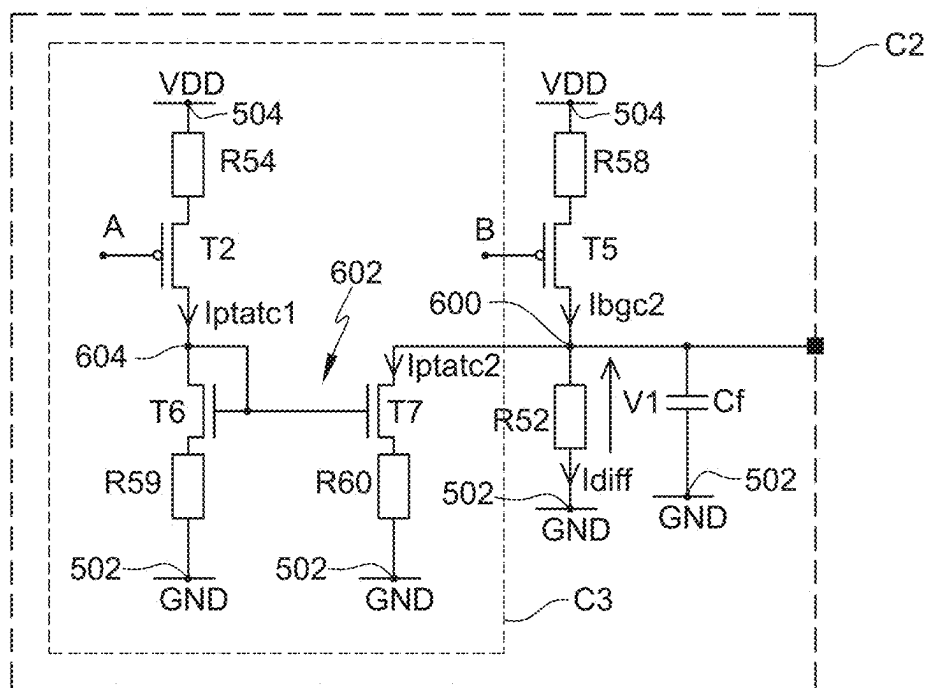 C2
VDD
504
R54
A
T2
Iptatc1
602
604
T6
T7
Iptatc2
R59
R60
502
GND
502
GND
C3
VDD
504
R58
B
T5
600
Ibgc2
R52
V1
Cf
Idiff
502
GND
502
GND